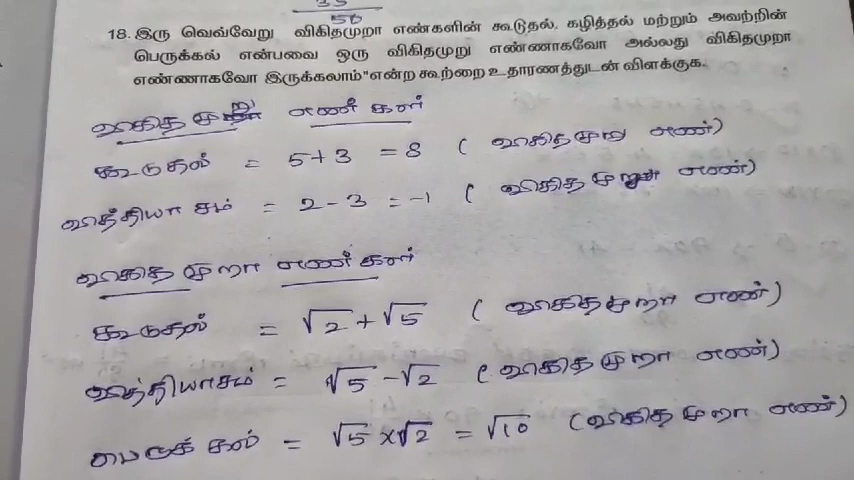 56
18. இரு வெவ்வேறு விகிதமுறா எண்களின் கூடுதல், கழித்தல் மற்றும் அவற்றின்
பெருக்கல் என்பவை ஒரு விகிதமுறு எண்ணாகவோ அல்லது விகிதமுறா
எண்ணாகவோ இருக்கலாம்" என்ற கூற்றை உதாரணத்துடன் விளக்குக.
விகிதமுறு எண்கள்
கூடுதல் = 5+3 = 8 ( விகிதமுறு எண்)
வித்தியாசம் = 2-3 = -1 ( விகிதமுறு எண்)
விகிதமுறா எண்கள்
கூடுதல் = √2+√5 ( விகிதமுறா எண்)
வித்தியாசம் = √5-√2 ( விகிதமுறா எண்)
பெருக்கல் = √5×√2 = √10 (விகிதமுறா எண்)